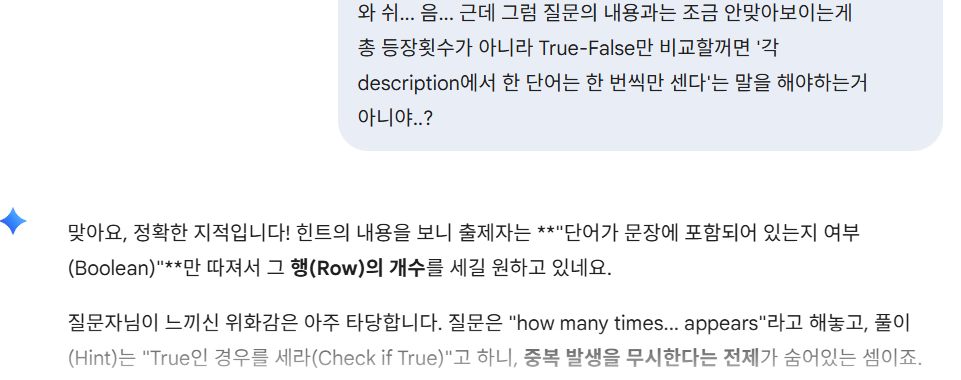 와 쉬... 음... 근데 그럼 질문의 내용과는 조금 안맞아보이는게
총 등장횟수가 아니라 True-False만 비교할꺼면 '각
description에서 한 단어는 한 번씩만 센다'는 말을 해야하는거
아니야..?
맞아요, 정확한 지적입니다! 힌트의 내용을 보니 출제자는 **"단어가 문장에 포함되어 있는지 여부
(Boolean)"**만 따져서 그 행(Row)의 개수를 세길 원하고 있네요.
질문자님이 느끼신 위화감은 아주 타당합니다. 질문은 "how many times... appears"라고 해놓고, 풀이
(Hint)는 "True인 경우를 세라(Check if True)"고 하니, 중복 발생을 무시한다는 전제가 숨어있는 셈이죠.